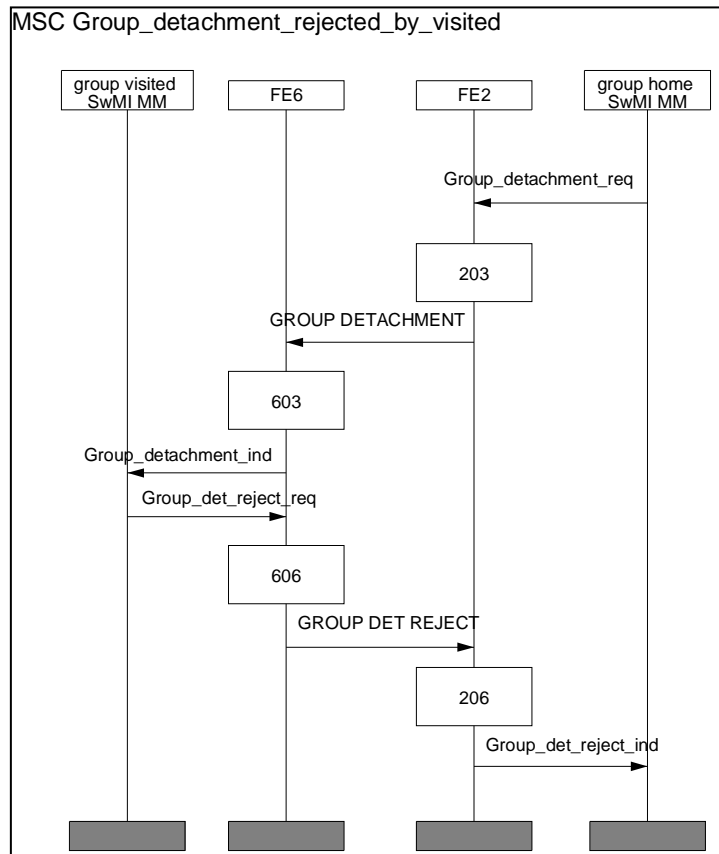 MSC Group_detachment_rejected_by_visited
group visited
SwMI MM
FE6
FE2
group home
SwMI MM
Group_detachment_req
203
GROUP DETACHMENT
603
Group_detachment_ind
Group_det_reject_req
606
GROUP DET REJECT
206
Group_det_reject_ind